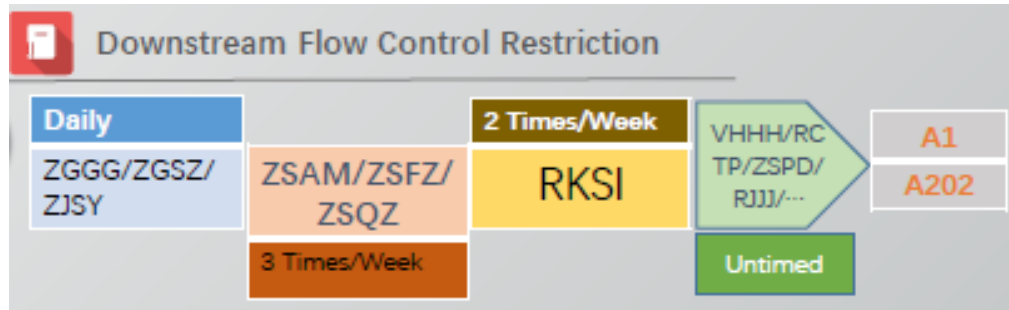 Downstream Flow Control Restriction
Daily
ZGGG/ZGSZ/
ZJSY
ZSAM/ZSFZ/
ZSQZ
3 Times/Week
2 Times/Week
RKSI
VHHH/RC
TP/ZSPD/
RJJJ/···
Untimed
A1
A202